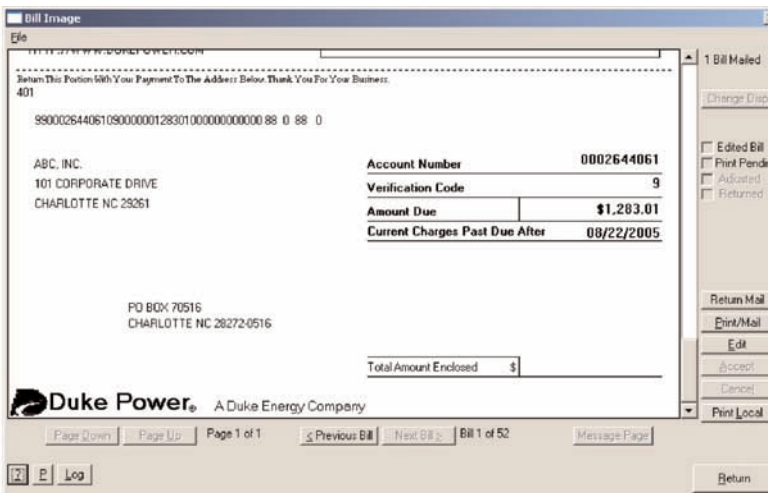 Bill Image
File
Return This Portion With Your Payment To The Address Below. Thank You For Your Business.
401
1 Bill Mailed
Change Disp
990002644061090000001283010000000000 88 0 88 0
Edited Bill
Print Pendi
Adjusted
Returned
ABC, INC.
101 CORPORATE DRIVE
CHARLOTTE NC 29261
Account Number 0002644061
Verification Code 9
Amount Due $1,283.01
Current Charges Past Due After 08/22/2005
PO BOX 70516
CHARLOTTE NC 28272-0516
Total Amount Enclosed $
Return Mail
Print/Mail
Edit
Accept
Cancel
Print Local
Duke Power® A Duke Energy Company
Page Down Page Up Page 1 of 1 < Previous Bill Next Bill > Bill 1 of 52 Message Page
? P Log Return